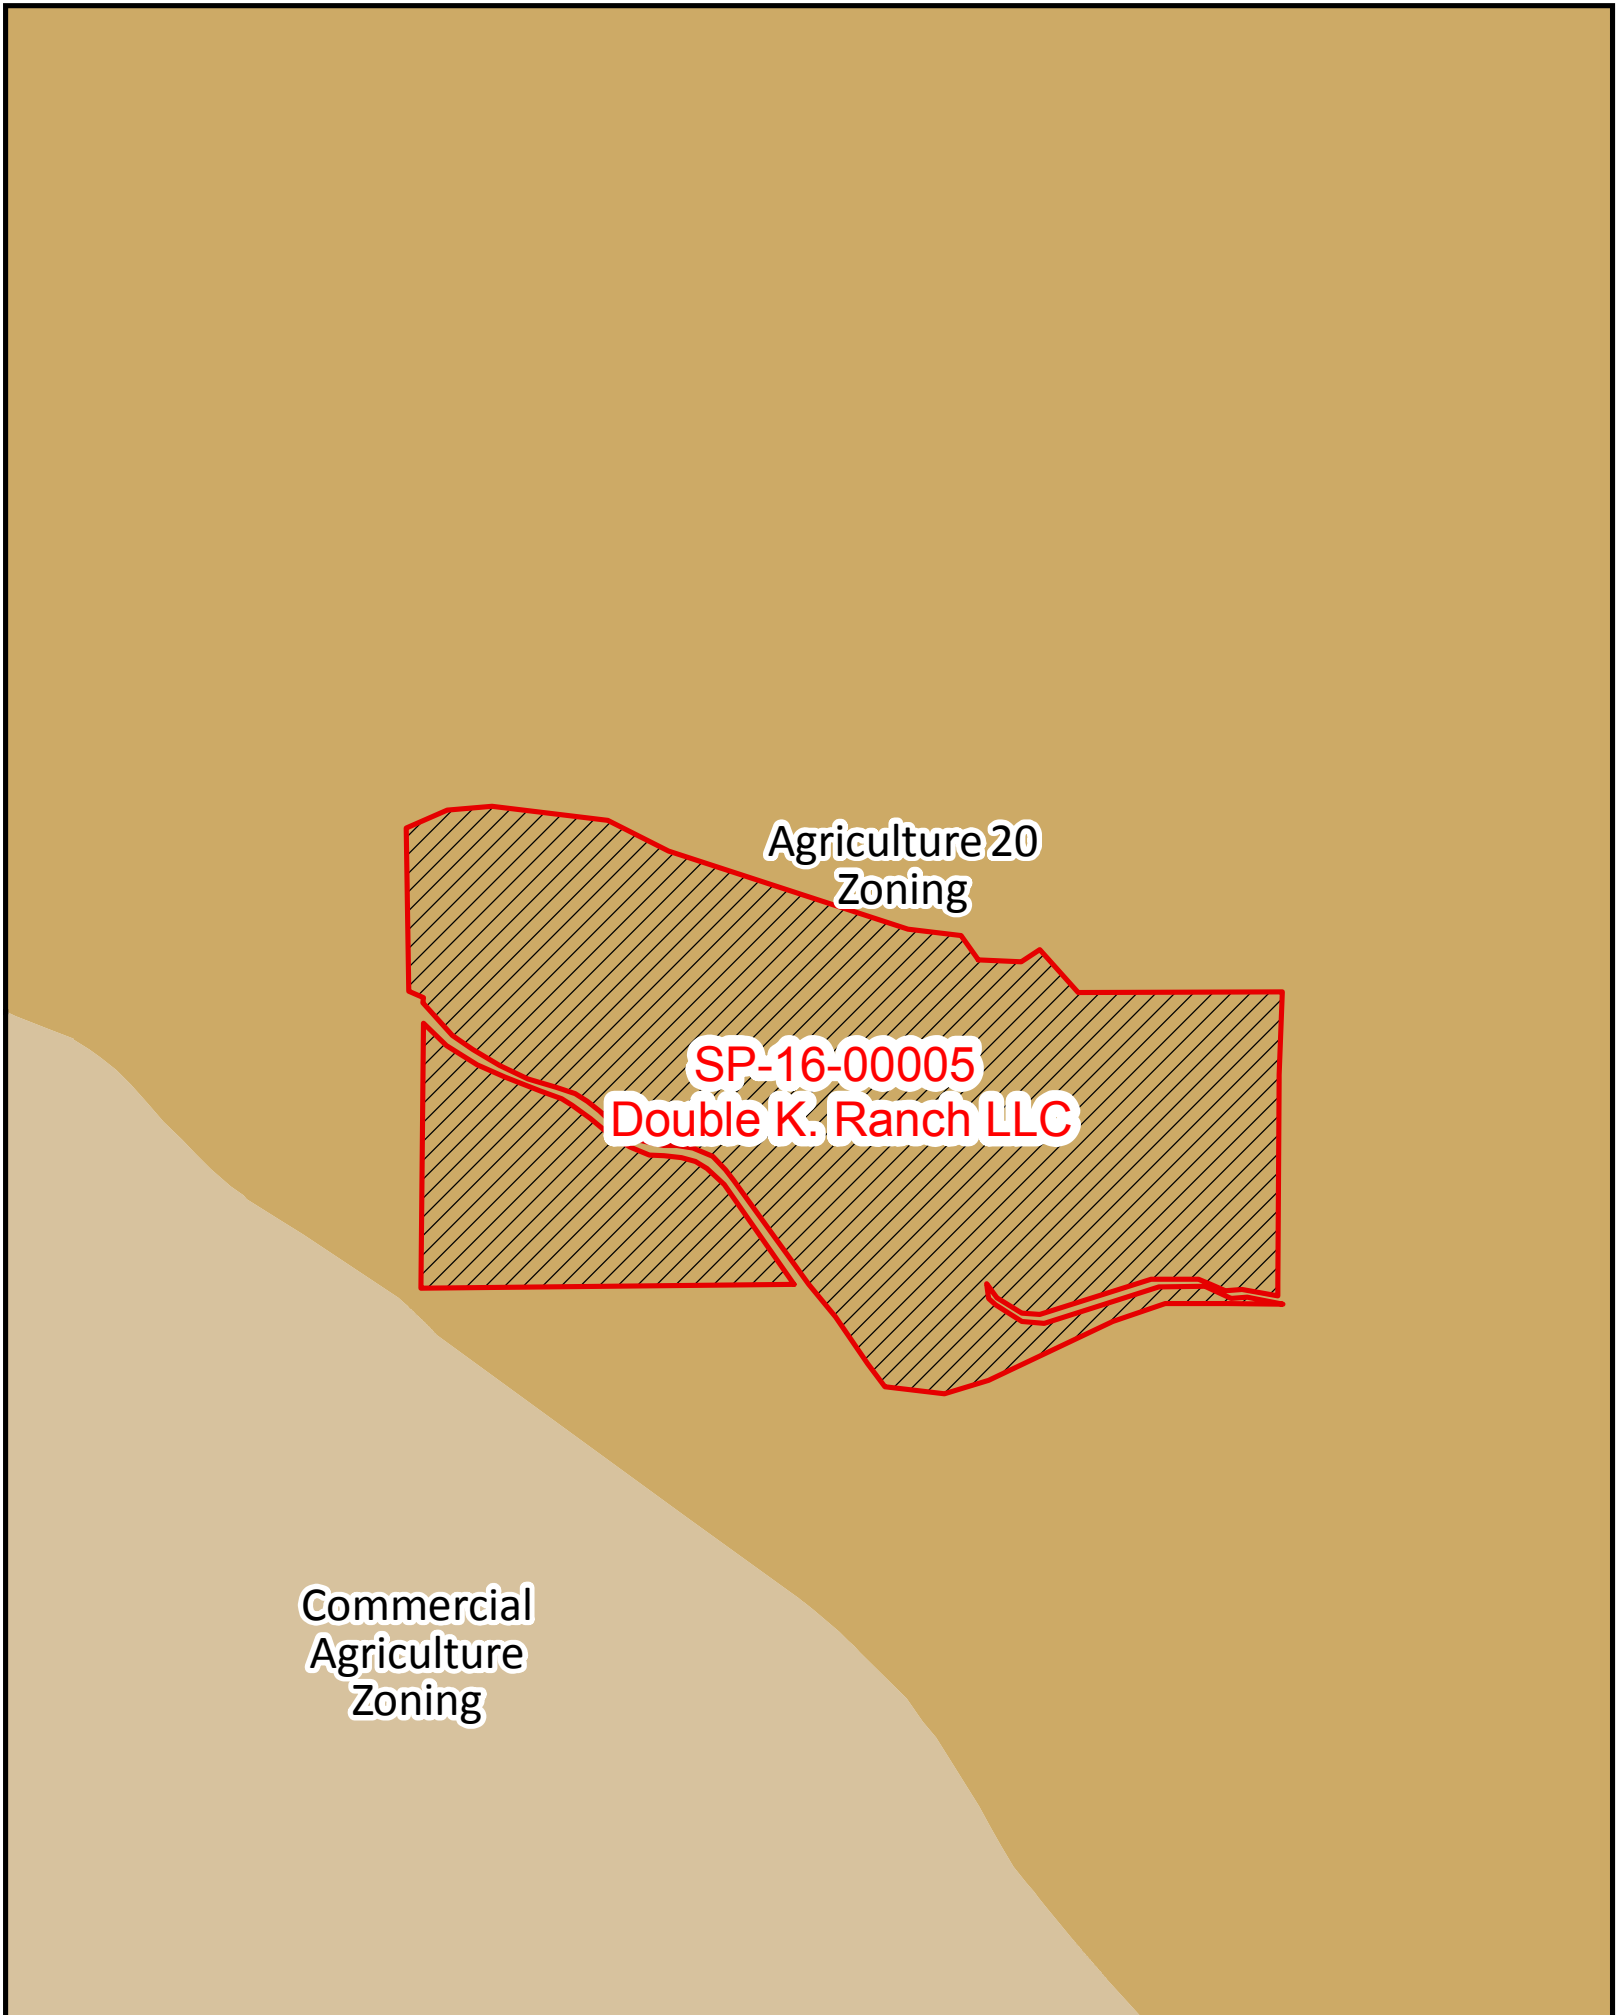 Agriculture 20
Zoning
SP-16-00005
Double K. Ranch LLC
Commercial
Agriculture
Zoning